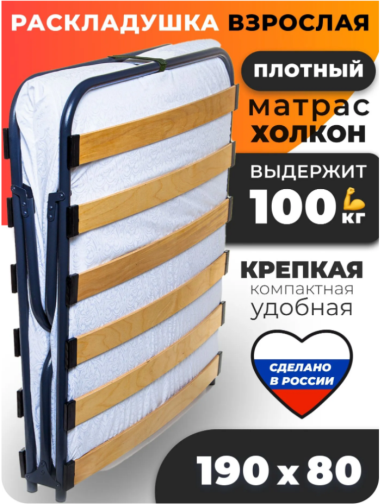 РАСКЛАДУШКА ВЗРОСЛАЯ
ПЛОТНЫЙ
матрас
ХОЛКОН
ВЫДЕРЖИТ
100 кг
КРЕПКАЯ
компактная
удобная
СДЕЛАНО
В РОССИИ
190 х 80